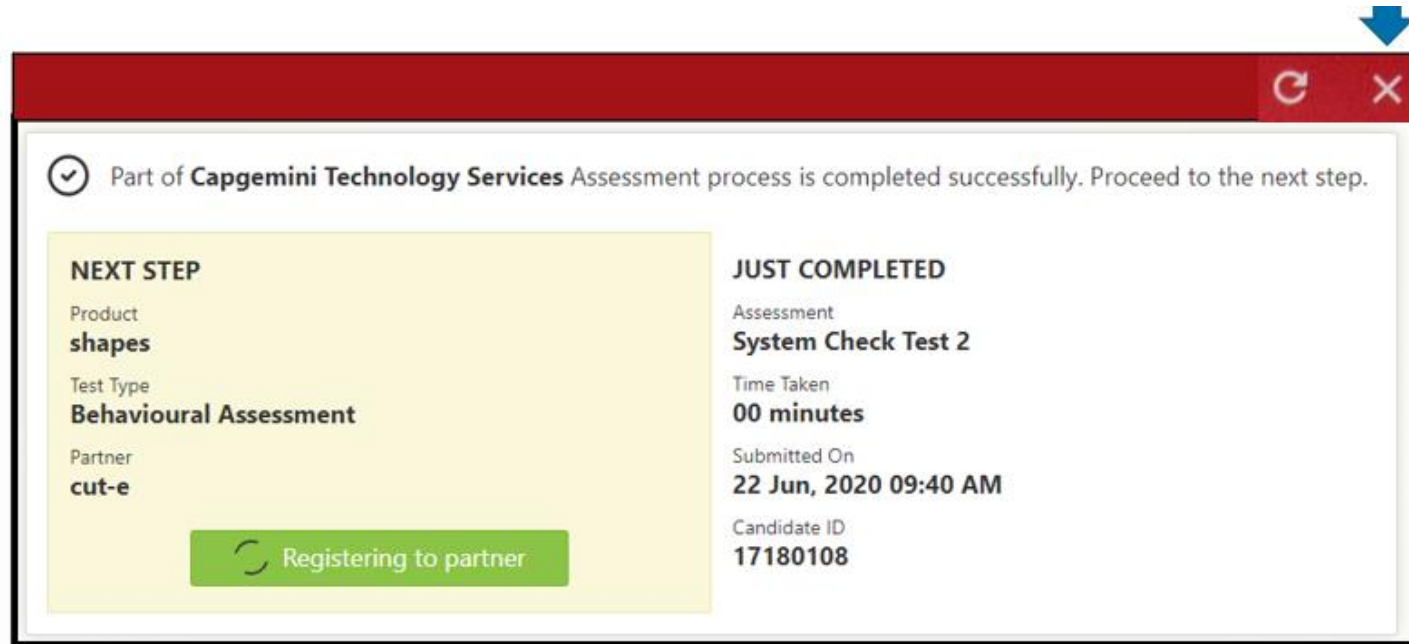 Part of Capgemini Technology Services Assessment process is completed successfully. Proceed to the next step.
NEXT STEP
Product
shapes
Test Type
Behavioural Assessment
Partner
cut-e
Registering to partner
JUST COMPLETED
Assessment
System Check Test 2
Time Taken
00 minutes
Submitted On
22 Jun, 2020 09:40 AM
Candidate ID
17180108